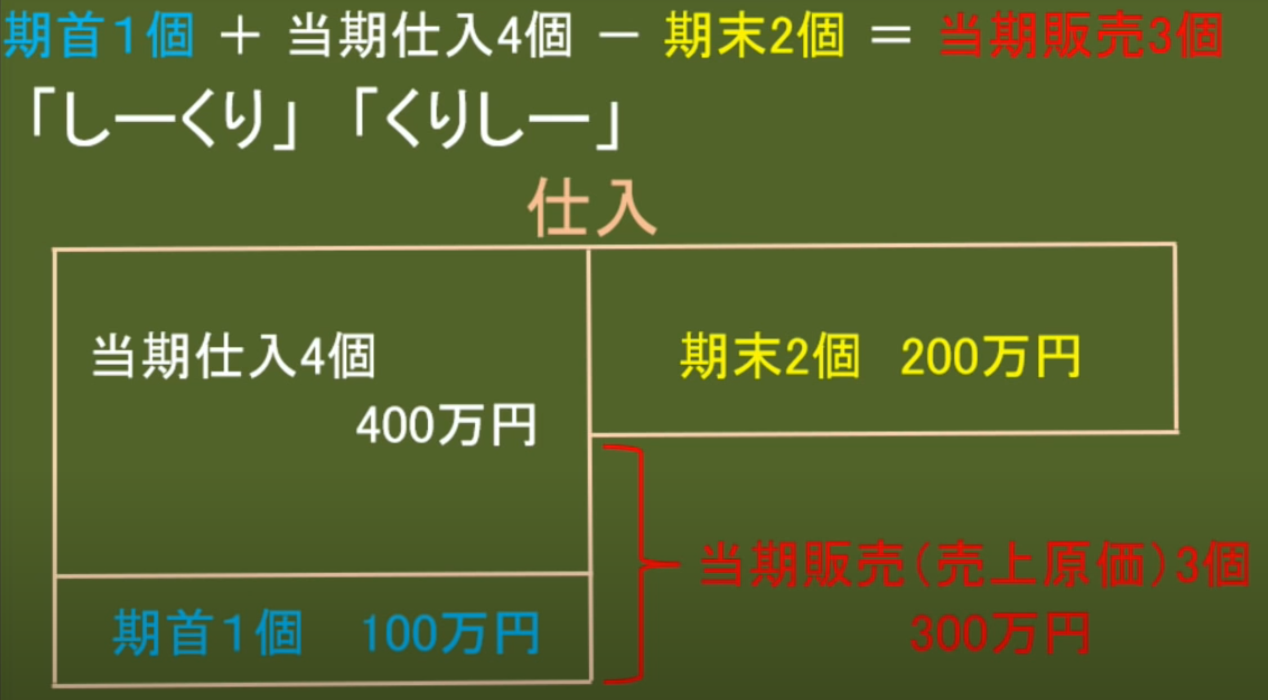 期首１個 ＋ 当期仕入4個 － 期末2個 ＝ 当期販売3個
「しーくり」「くりしー」
仕入
当期仕入4個
400万円
期末2個 200万円
期首１個 100万円
当期販売(売上原価)3個
300万円